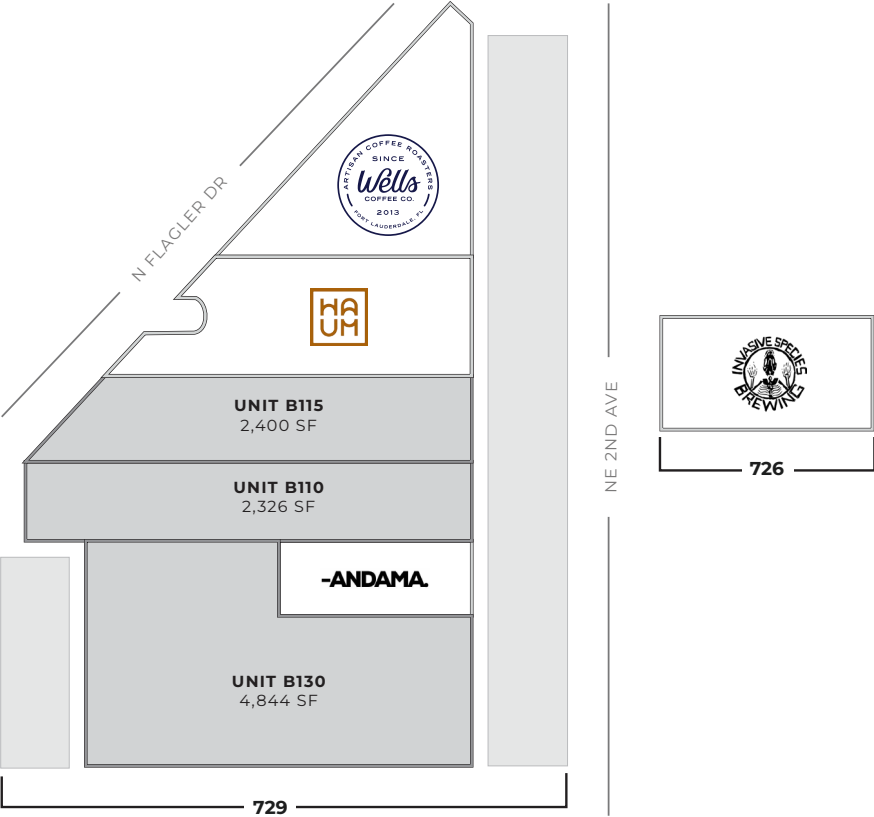 N FLAGLER DR
ARTISAN COFFEE ROASTERS
SINCE
Wells
COFFEE CO.
2013
FORT LAUDERDALE, FL
HA
UM
UNIT B115
2,400 SF
UNIT B110
2,326 SF
-ANDAMA.
UNIT B130
4,844 SF
729
NE 2ND AVE
INVASIVE SPECIES
BREWING
726